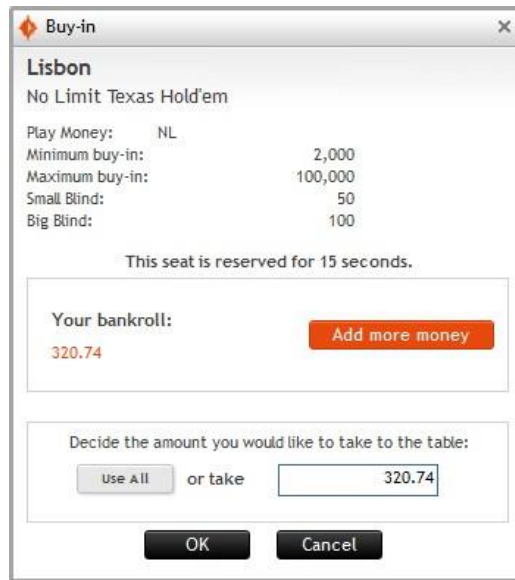 Buy-in
Lisbon
No Limit Texas Hold'em
Play Money: NL
Minimum buy-in: 2,000
Maximum buy-in: 100,000
Small Blind: 50
Big Blind: 100
This seat is reserved for 15 seconds.
Your bankroll:
Add more money
320.74
Decide the amount you would like to take to the table:
Use All or take 320.74
OK Cancel